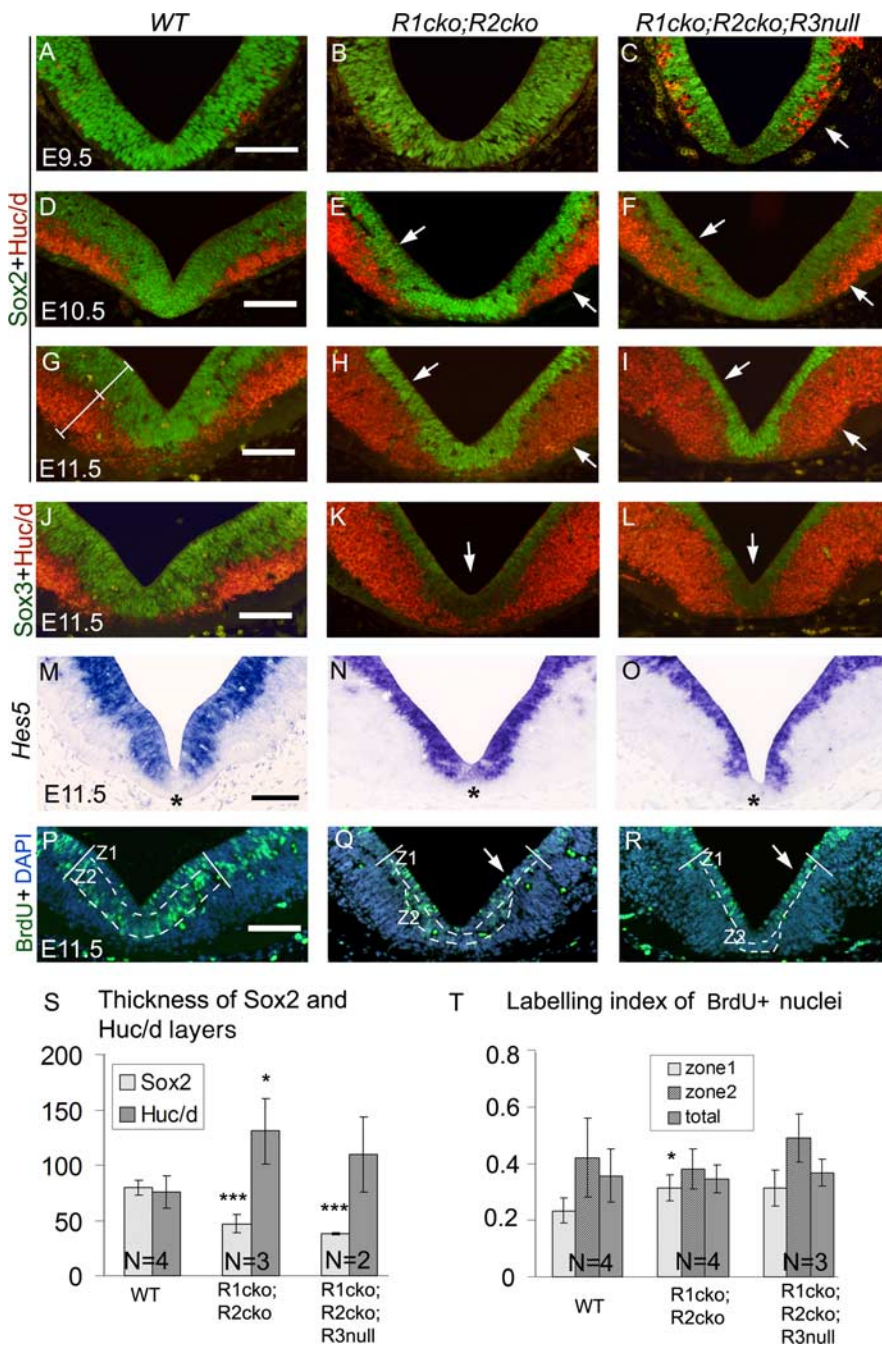 WT R1cko;R2cko R1cko;R2cko;R3null
Sox2+Huc/d
A B C
E9.5
D E F
E10.5
G H I
E11.5
Sox3+Huc/d
J K L
E11.5
Hes5
M N O
E11.5
* * *
BrdU+ DAPI
P Z1 Z2 Q Z1 Z2 R Z1 Z2
E11.5
S Thickness of Sox2 and
Huc/d layers
200
150
100
50
0
Sox2
Huc/d
*
***
***
N=4 N=3 N=2
WT
R1cko;
R2cko
R1cko;
R2cko;
R3null
T Labelling index of BrdU+ nuclei
0.8
0.6
0.4
0.2
0
zone1
zone2
total
*
N=4 N=4 N=3
WT
R1cko;
R2cko
R1cko;
R2cko;
R3null